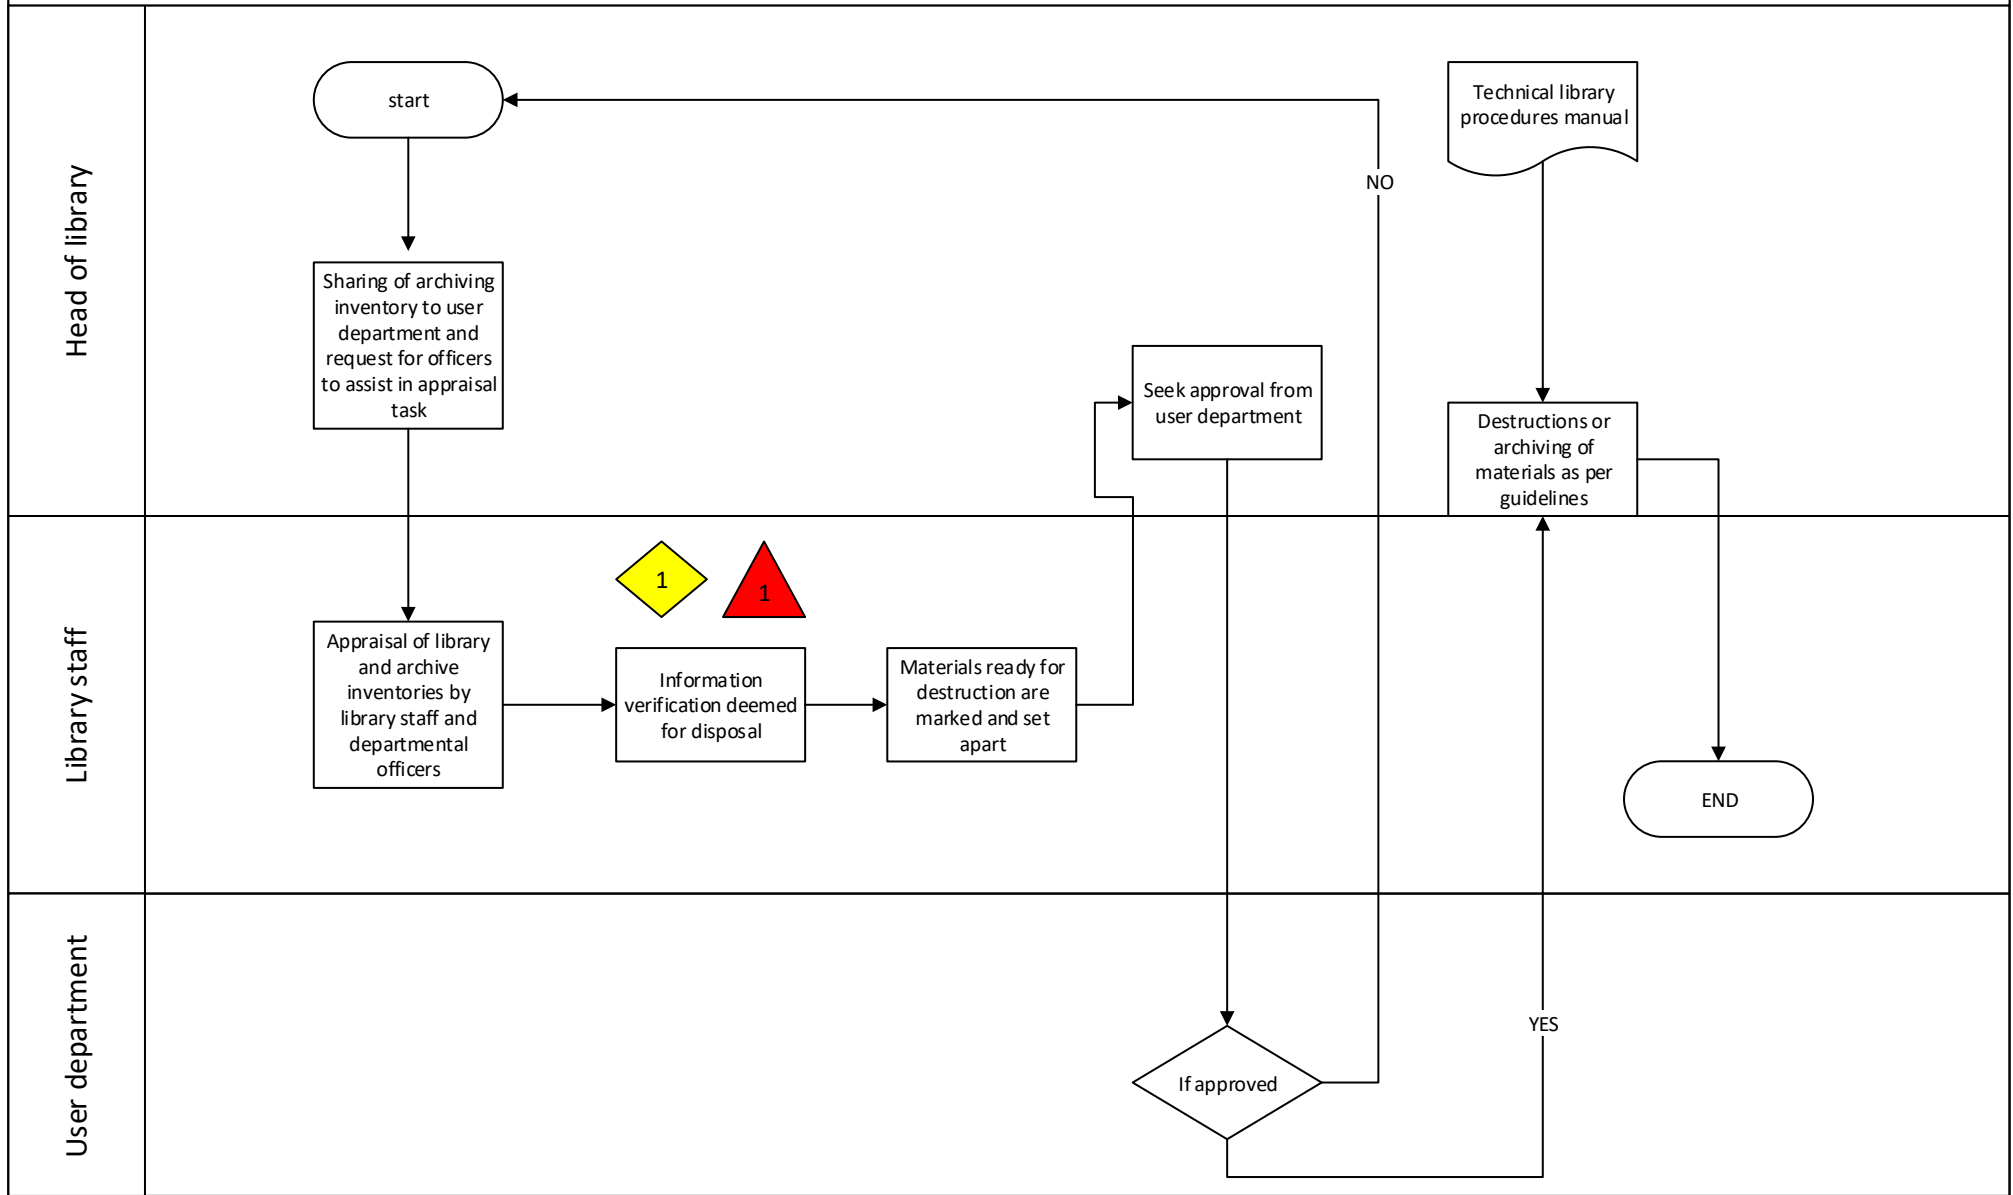 Head of library
start
Technical library
procedures manual
NO
Sharing of archiving
inventory to user
department and
request for officers
to assist in appraisal
task
Seek approval from
user department
Destructions or
archiving of
materials as per
guidelines
Library staff
1
1
Appraisal of library
and archive
inventories by
library staff and
departmental
officers
Information
verification deemed
for disposal
Materials ready for
destruction are
marked and set
apart
END
User department
YES
If approved